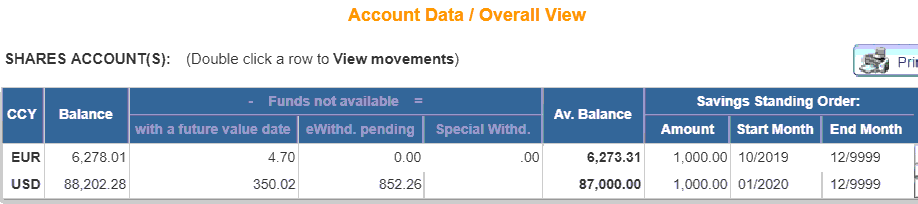 Account Data / Overall View
SHARES ACCOUNT(S): (Double click a row to View movements)
CCY Balance - Funds not available = Av. Balance Savings Standing Order:
with a future value date eWithd. pending Special Withd. Amount Start Month End Month
EUR 6,278.01 4.70 0.00 .00 6,273.31 1,000.00 10/2019 12/9999
USD 88,202.28 350.02 852.26 87,000.00 1,000.00 01/2020 12/9999